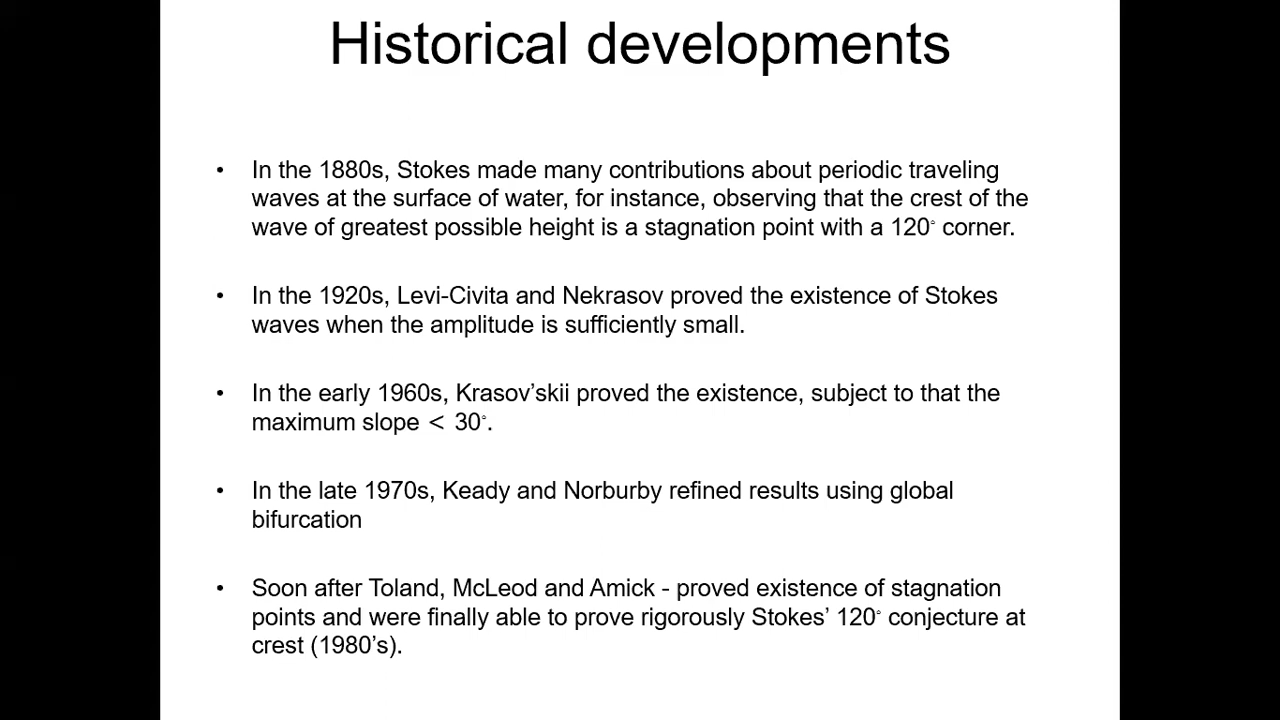 Historical developments
• In the 1880s, Stokes made many contributions about periodic traveling
waves at the surface of water, for instance, observing that the crest of the
wave of greatest possible height is a stagnation point with a 120° corner.
• In the 1920s, Levi-Civita and Nekrasov proved the existence of Stokes
waves when the amplitude is sufficiently small.
• In the early 1960s, Krasov’skii proved the existence, subject to that the
maximum slope < 30°.
• In the late 1970s, Keady and Norburby refined results using global
bifurcation
• Soon after Toland, McLeod and Amick - proved existence of stagnation
points and were finally able to prove rigorously Stokes’ 120° conjecture at
crest (1980’s).